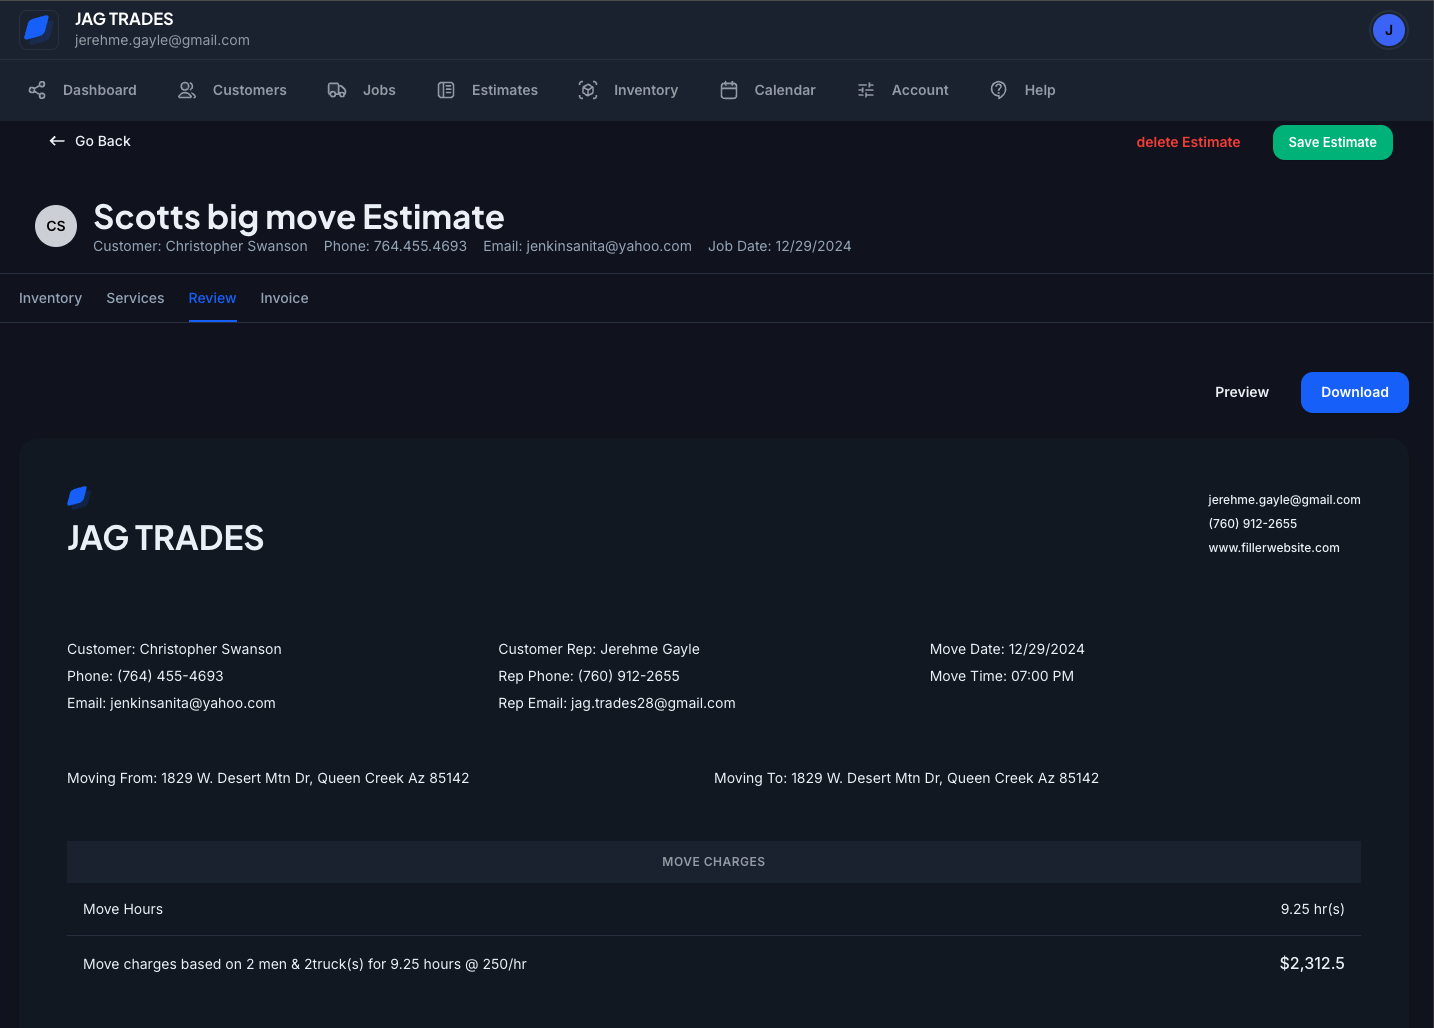 JAG TRADES
jerehme.gayle@gmail.com
J
Dashboard Customers Jobs Estimates Inventory Calendar Account Help
Go Back
delete Estimate
Save Estimate
CS
Scotts big move Estimate
Customer: Christopher Swanson Phone: 764.455.4693 Email: jenkinsanita@yahoo.com Job Date: 12/29/2024
Inventory Services Review Invoice
Preview
Download
JAG TRADES
jerehme.gayle@gmail.com
(760) 912-2655
www.fillerwebsite.com
Customer: Christopher Swanson
Phone: (764) 455-4693
Email: jenkinsanita@yahoo.com
Customer Rep: Jerehme Gayle
Rep Phone: (760) 912-2655
Rep Email: jag.trades28@gmail.com
Move Date: 12/29/2024
Move Time: 07:00 PM
Moving From: 1829 W. Desert Mtn Dr, Queen Creek Az 85142
Moving To: 1829 W. Desert Mtn Dr, Queen Creek Az 85142
MOVE CHARGES
Move Hours 9.25 hr(s)
Move charges based on 2 men & 2truck(s) for 9.25 hours @ 250/hr $2,312.5